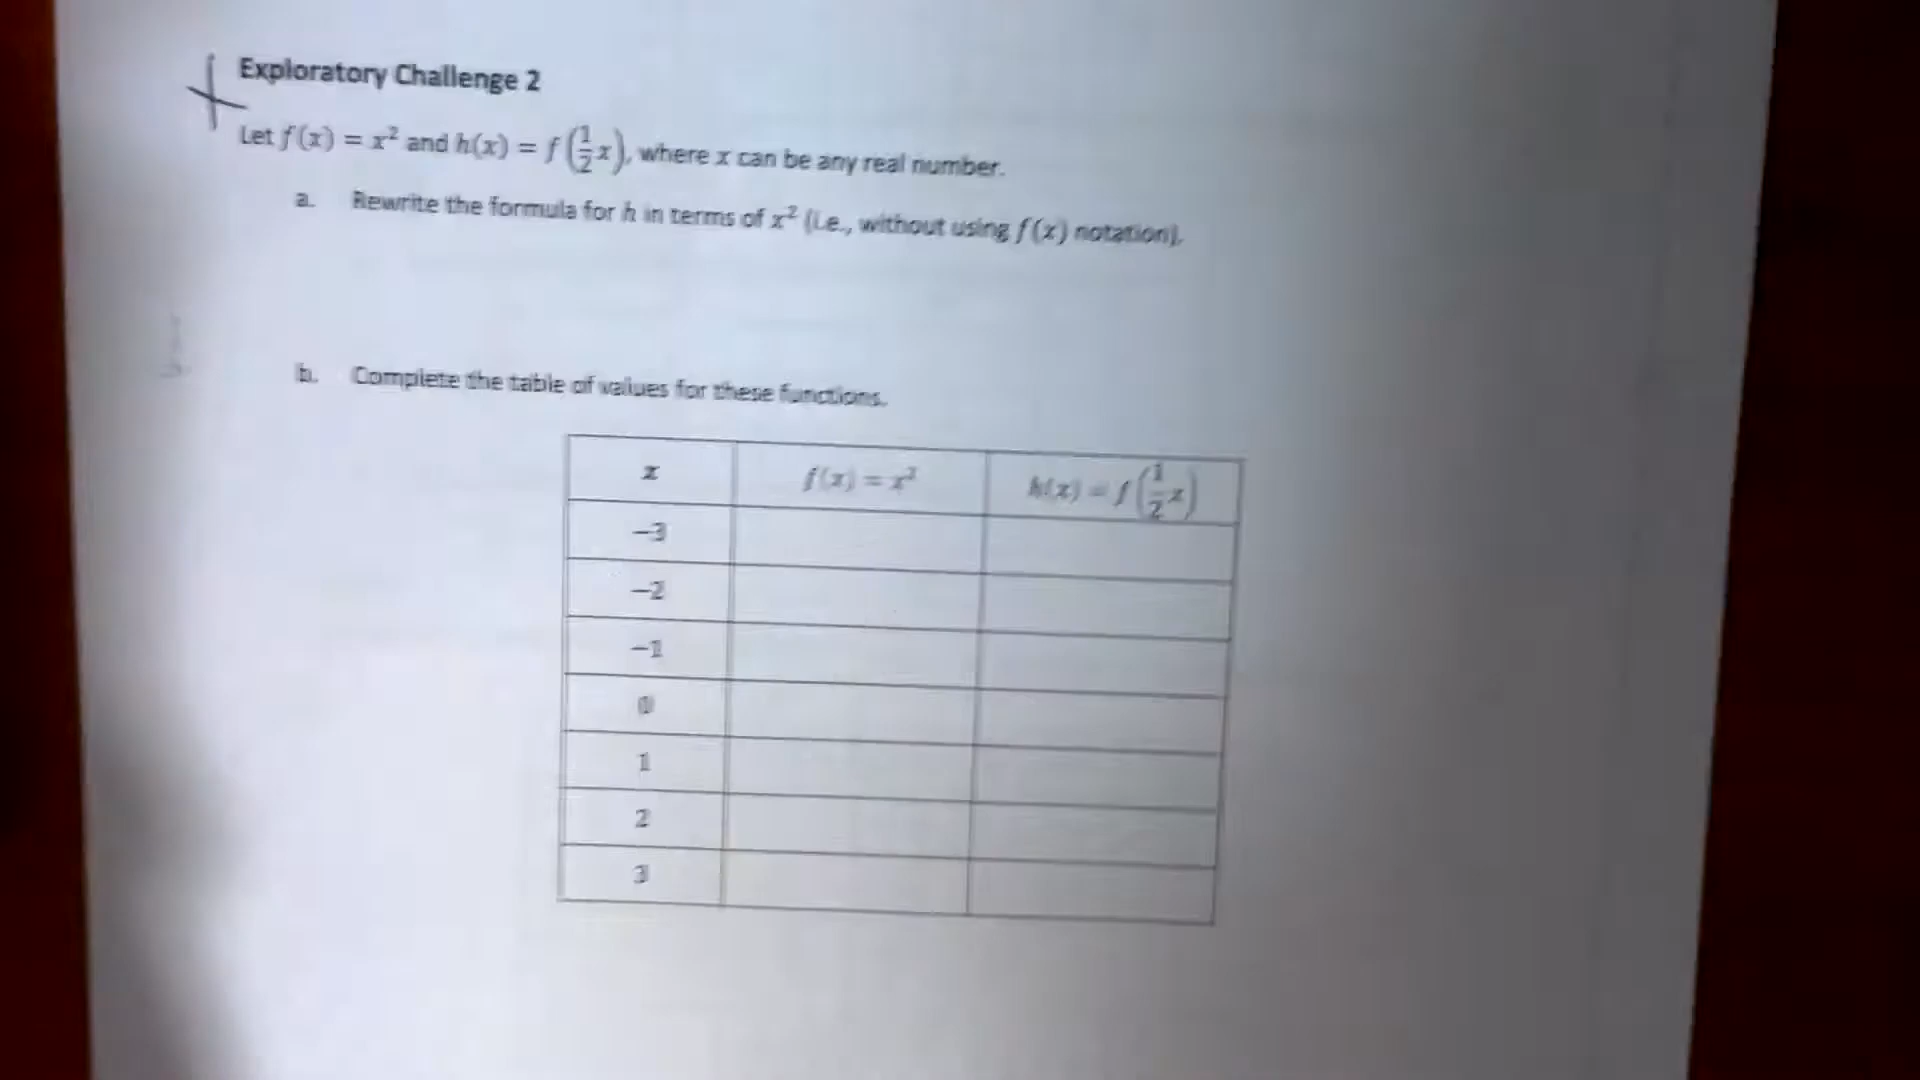 Exploratory Challenge 2
Let f(x) = x² and h(x) = f(1/2 x), where x can be any real number.
a. Rewrite the formula for h in terms of x² (i.e., without using f(x) notation).
b. Complete the table of values for these functions.
x f(x) = x² h(x) = f(1/2 x)
−3
−2
−1
0
1
2
3